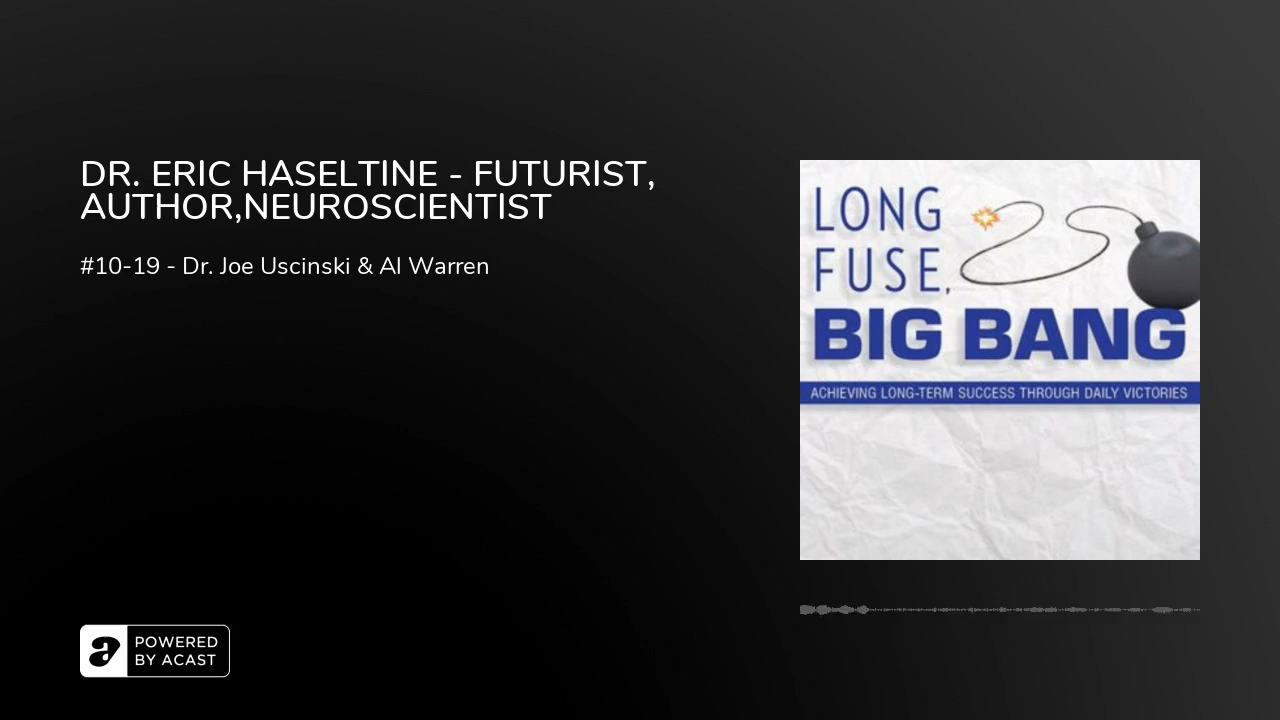 DR. ERIC HASELTINE - FUTURIST,
AUTHOR,NEUROSCIENTIST
#10-19 - Dr. Joe Uscinski & Al Warren
LONG
FUSE,
BIG BANG
ACHIEVING LONG-TERM SUCCESS THROUGH DAILY VICTORIES
POWERED
BY ACAST